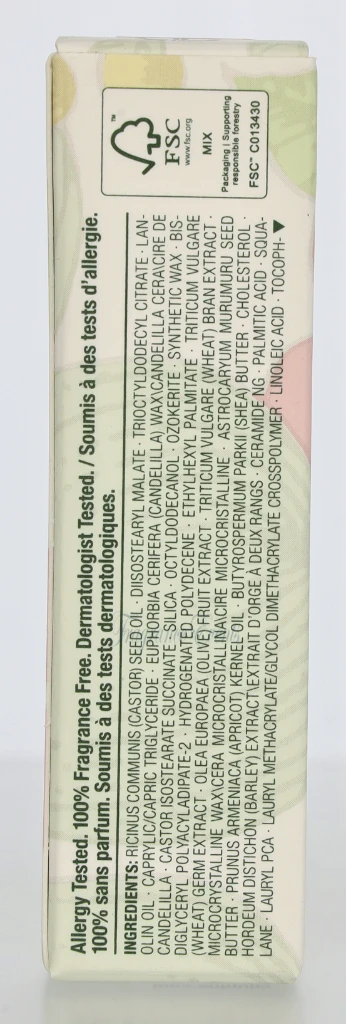 Allergy Tested. 100% Fragrance Free. Dermatologist Tested. / Soumis à des tests d'allergie.
100% sans parfum. Soumis à des tests dermatologiques.
INGREDIENTS: RICINUS COMMUNIS (CASTOR) SEED OIL · DIISOSTEARYL MALATE · TRIOCTYLDODECYL CITRATE · LAN-
OLIN OIL · CAPRYLIC/CAPRIC TRIGLYCERIDE · EUPHORBIA CERIFERA (CANDELILLA) WAX\CANDELILLA CERA\CIRE DE
CANDELILLA · CASTOR ISOSTEARATE SUCCINATE · SILICA · OCTYLDODECANOL · OZOKERITE · SYNTHETIC WAX · BIS-
DIGLYCERYL POLYACYLADIPATE-2 · HYDROGENATED POLYDECENE · ETHYLHEXYL PALMITATE · TRITICUM VULGARE
(WHEAT) GERM EXTRACT · OLEA EUROPAEA (OLIVE) FRUIT EXTRACT · TRITICUM VULGARE (WHEAT) BRAN EXTRACT ·
MICROCRYSTALLINE WAX\CERA MICROCRISTALLINA\CIRE MICROCRISTALLINE · ASTROCARYUM MURUMURU SEED
BUTTER · PRUNUS ARMENIACA (APRICOT) KERNEL OIL · BUTYROSPERMUM PARKII (SHEA) BUTTER · CHOLESTEROL ·
HORDEUM DISTICHON (BARLEY) EXTRACT\EXTRAIT D'ORGE À DEUX RANGS · CERAMIDE NG · PALMITIC ACID · SQUA-
LANE · LAURYL PCA · LAURYL METHACRYLATE/GLYCOL DIMETHACRYLATE CROSSPOLYMER · LINOLEIC ACID · TOCOPH- ▼
™
FSC
www.fsc.org
MIX
Packaging | Supporting
responsible forestry
FSC™ C013430